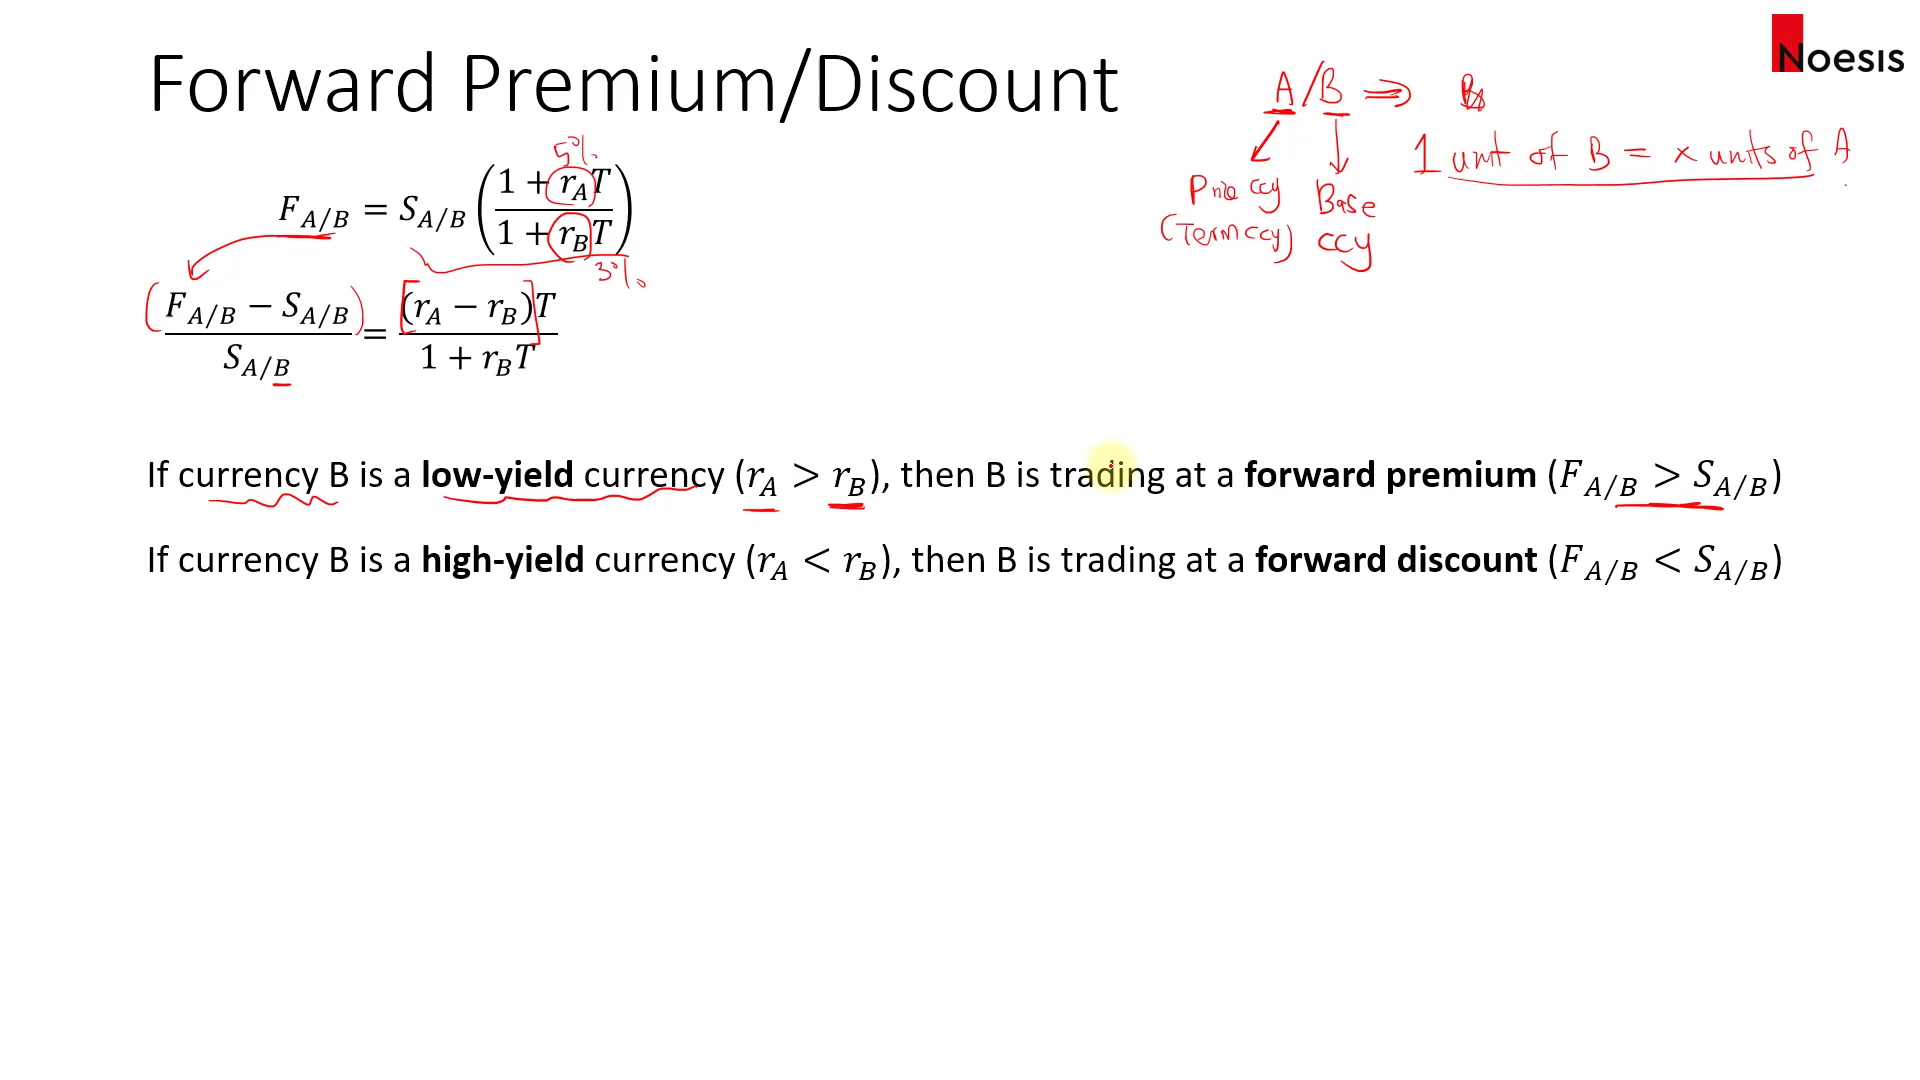 Forward Premium/Discount
Noesis
A/B ⇒
1 unit of B = x units of A
Price ccy Base
(Term ccy) ccy
5%
F_{A/B} = S_{A/B} ( (1 + r_A T) / (1 + r_B T) )
3%
(F_{A/B} − S_{A/B}) / S_{A/B} = (r_A − r_B)T / (1 + r_B T)
If currency B is a low-yield currency (r_A > r_B), then B is trading at a forward premium (F_{A/B} > S_{A/B})
If currency B is a high-yield currency (r_A < r_B), then B is trading at a forward discount (F_{A/B} < S_{A/B})